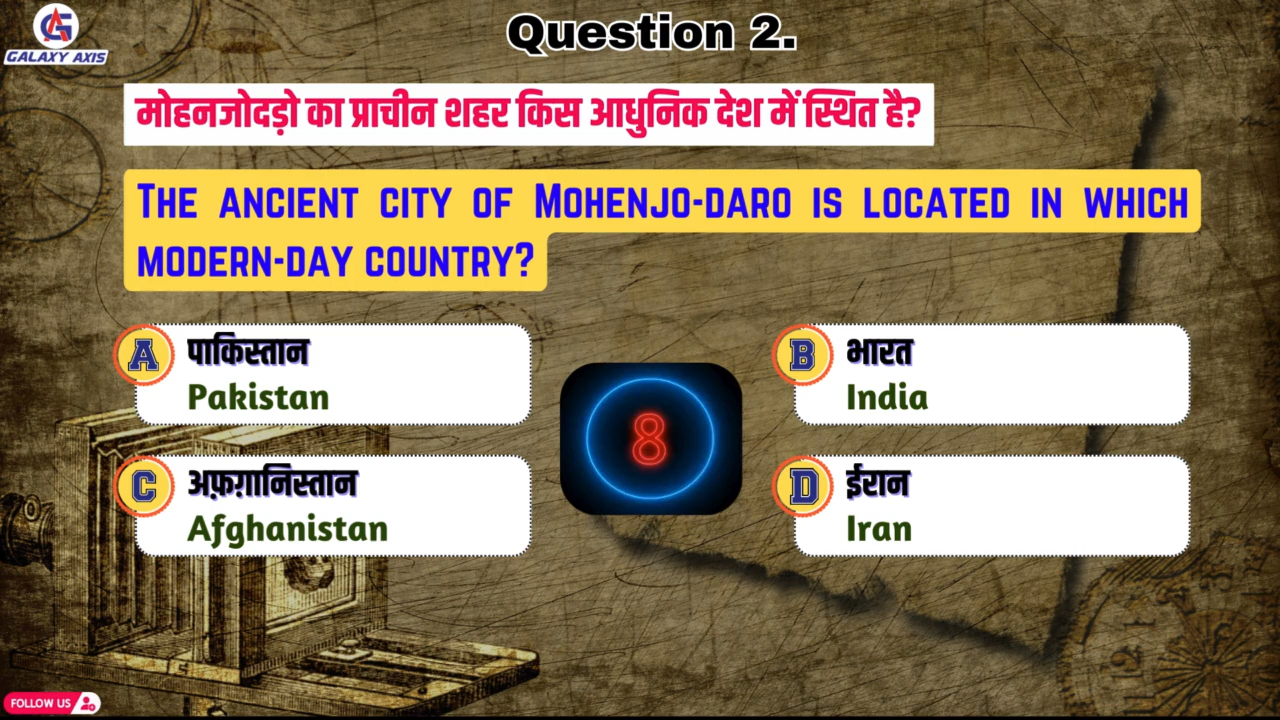 GALAXY AXIS
Question 2.
मोहनजोदड़ो का प्राचीन शहर किस आधुनिक देश में स्थित है?
The ancient city of Mohenjo-daro is located in which
modern-day country?
A
पाकिस्तान
Pakistan
B
भारत
India
8
C
अफ़ग़ानिस्तान
Afghanistan
D
ईरान
Iran
FOLLOW US